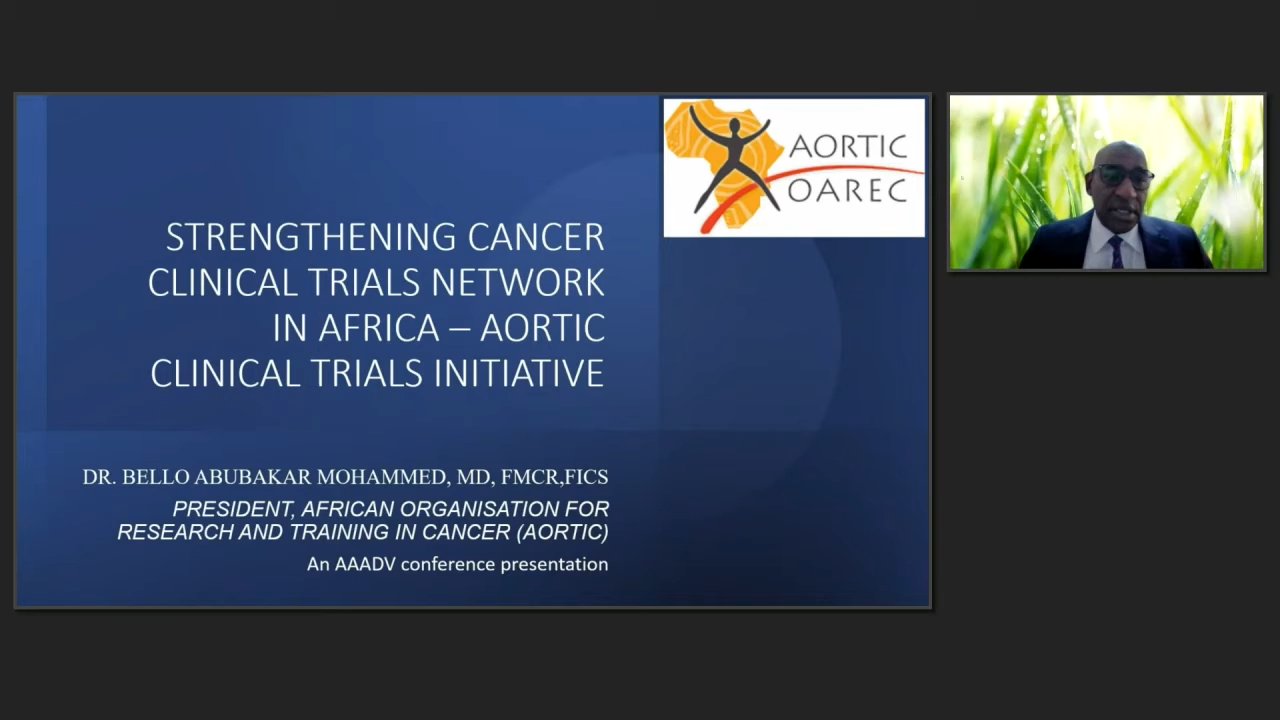 AORTIC
OAREC
STRENGTHENING CANCER
CLINICAL TRIALS NETWORK
IN AFRICA – AORTIC
CLINICAL TRIALS INITIATIVE
DR. BELLO ABUBAKAR MOHAMMED, MD, FMCR,FICS
PRESIDENT, AFRICAN ORGANISATION FOR
RESEARCH AND TRAINING IN CANCER (AORTIC)
An AAADV conference presentation